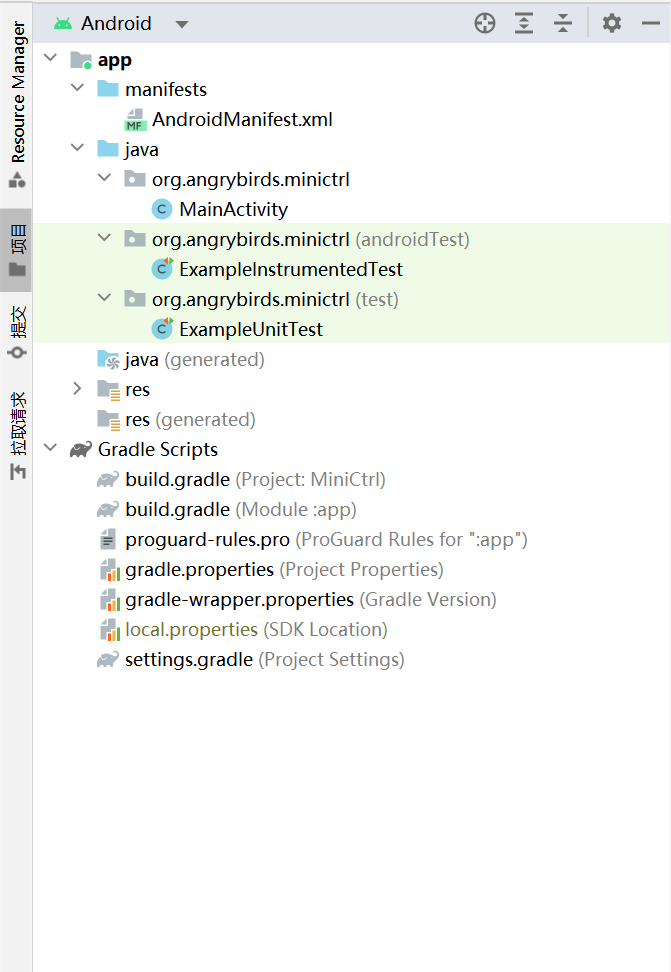 Android
Resource Manager
项目
提交
拉取请求
app
manifests
MF AndroidManifest.xml
java
org.angrybirds.minictrl
C MainActivity
org.angrybirds.minictrl (androidTest)
C ExampleInstrumentedTest
org.angrybirds.minictrl (test)
C ExampleUnitTest
java (generated)
res
res (generated)
Gradle Scripts
build.gradle (Project: MiniCtrl)
build.gradle (Module :app)
proguard-rules.pro (ProGuard Rules for ":app")
gradle.properties (Project Properties)
gradle-wrapper.properties (Gradle Version)
local.properties (SDK Location)
settings.gradle (Project Settings)